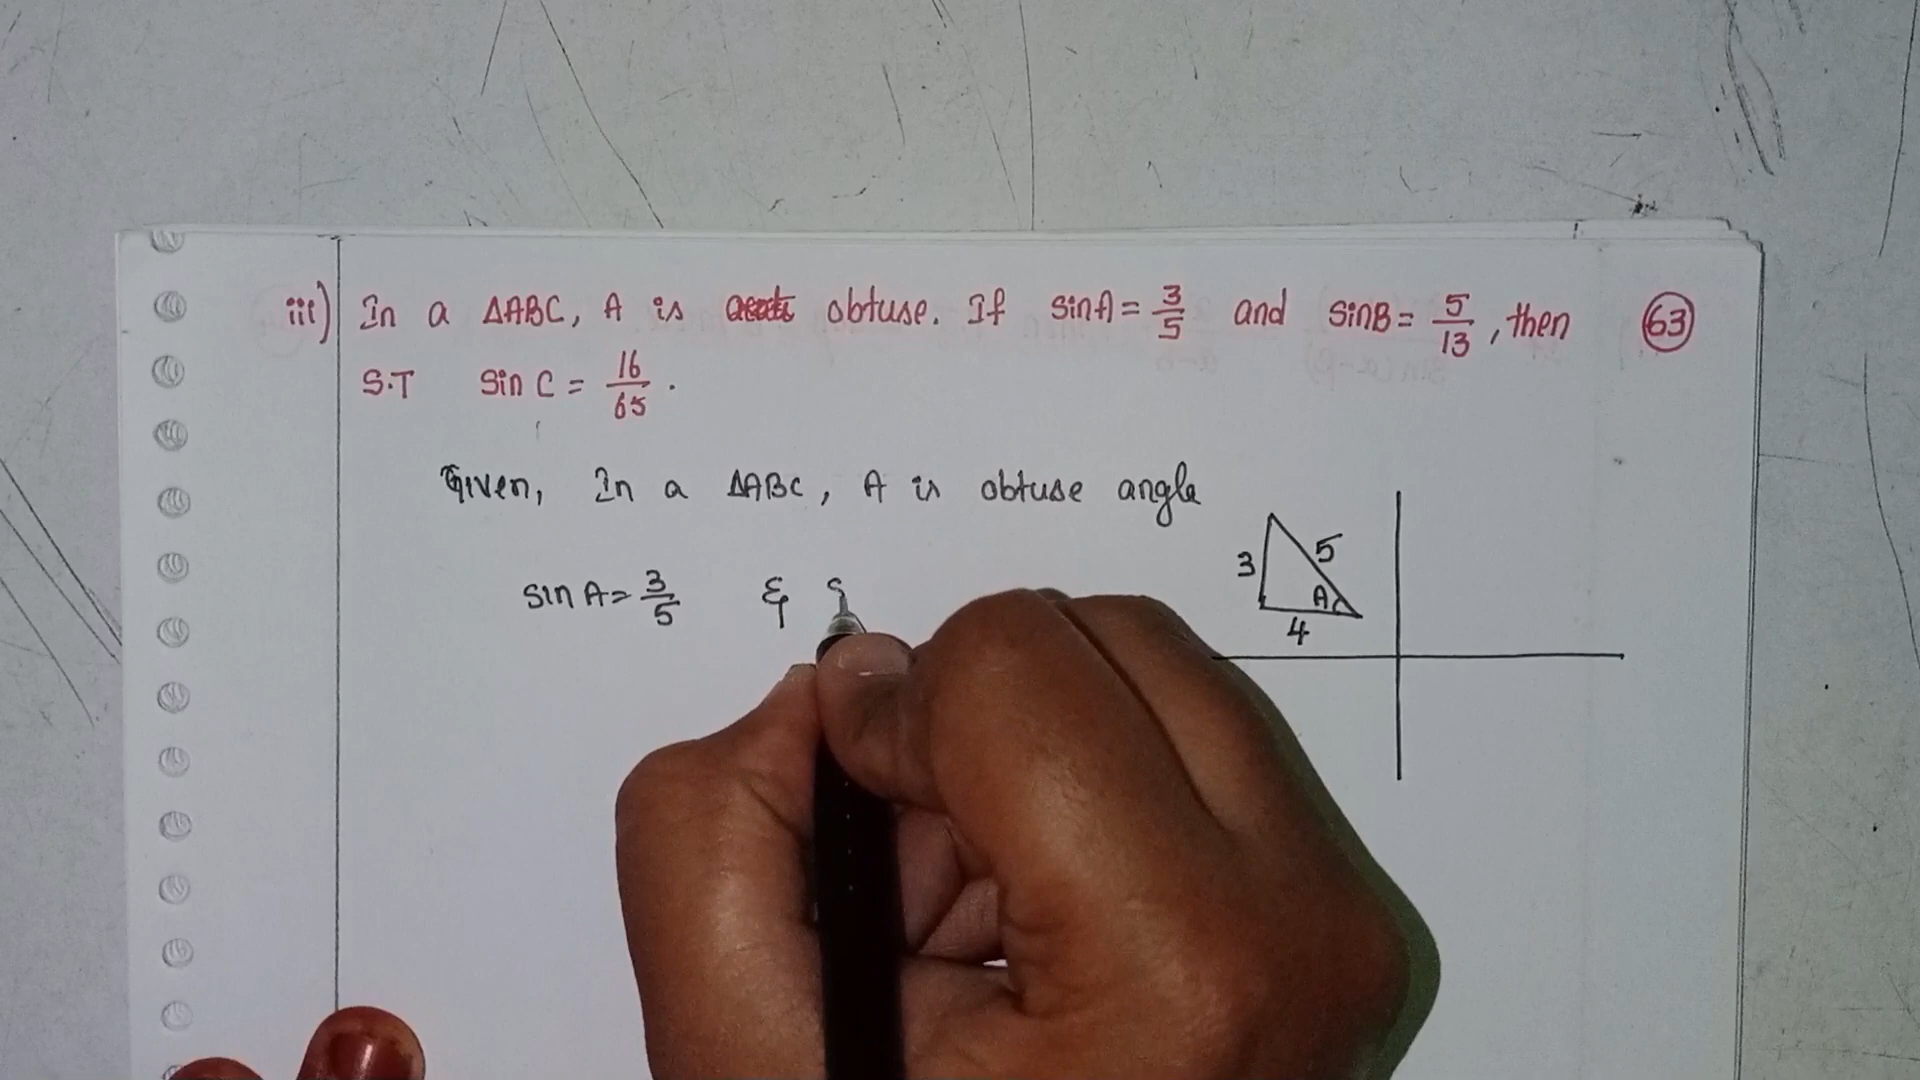 iii) In a ΔABC, A is obtuse. If sinA = 3/5 and sinB = 5/13, then 63
S.T Sin C = 16/65.
Given, In a ΔABC, A is obtuse angle
3 5
A
4
sin A = 3/5 & s